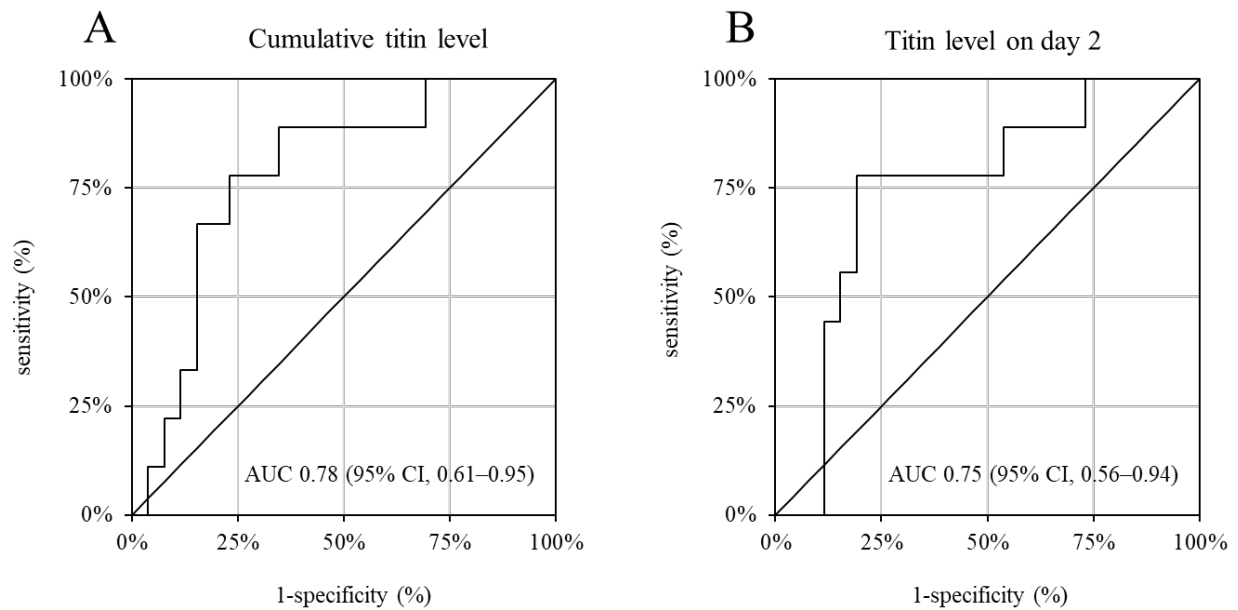 A
Cumulative titin level
100%
75%
50%
25%
0%
sensitivity (%)
AUC 0.78 (95% CI, 0.61–0.95)
0%
25%
50%
75%
100%
1-specificity (%)
B
Titin level on day 2
100%
75%
50%
25%
0%
sensitivity (%)
AUC 0.75 (95% CI, 0.56–0.94)
0%
25%
50%
75%
100%
1-specificity (%)